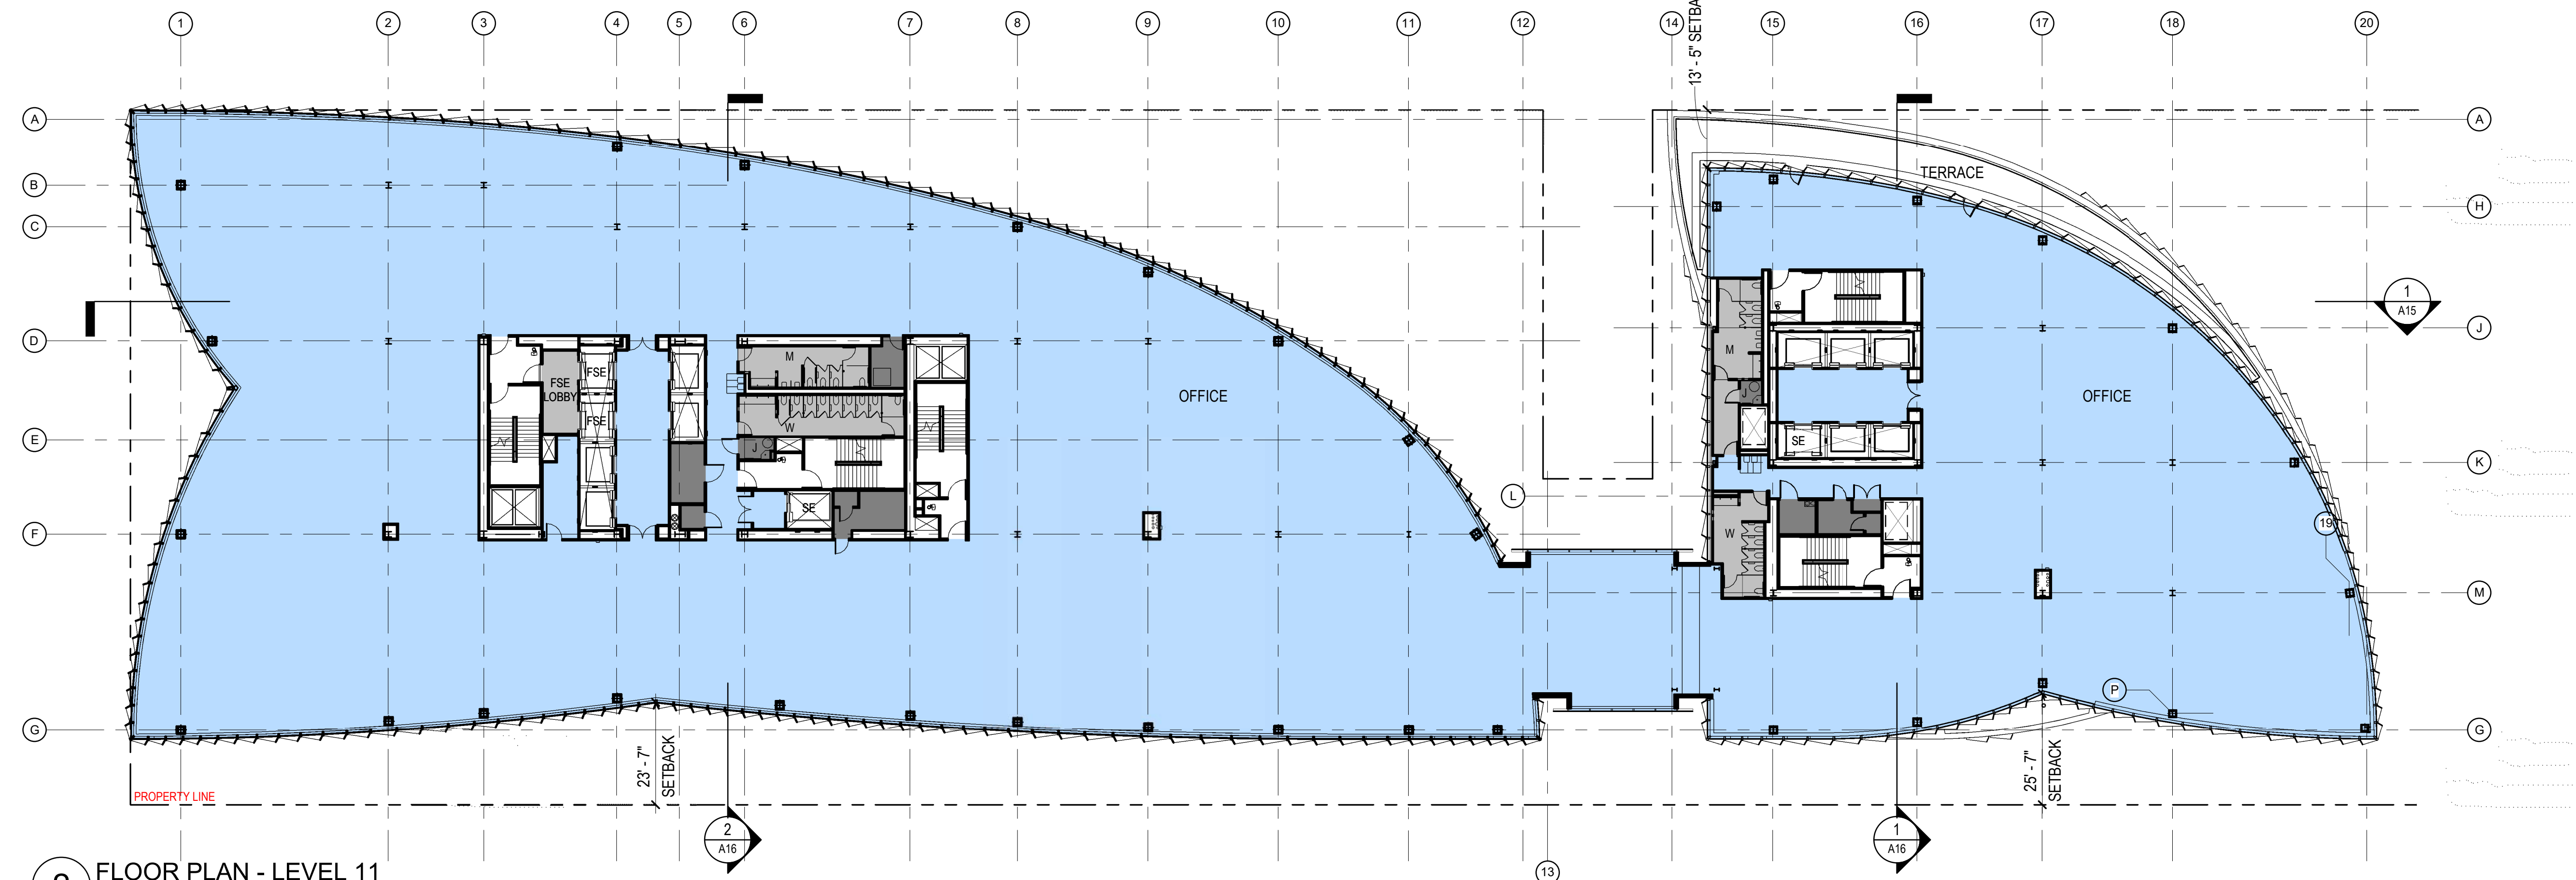 1 2 3 4 5 6 7 8 9 10 11 12 14 15 16 17 18 20
13' - 5" SETBA
A A
TERRACE
B
H
C
1
A15
D J
M
FSE
FSE
LOBBY
M
J
OFFICE
OFFICE
FSE
W
E
SE
J
K
L
SE
19
F
W
M
P
G G
23' - 7"
SETBACK
25' - 7"
SETBACK
PROPERTY LINE
2
A16
1
A16
13
FLOOR PLAN - LEVEL 11